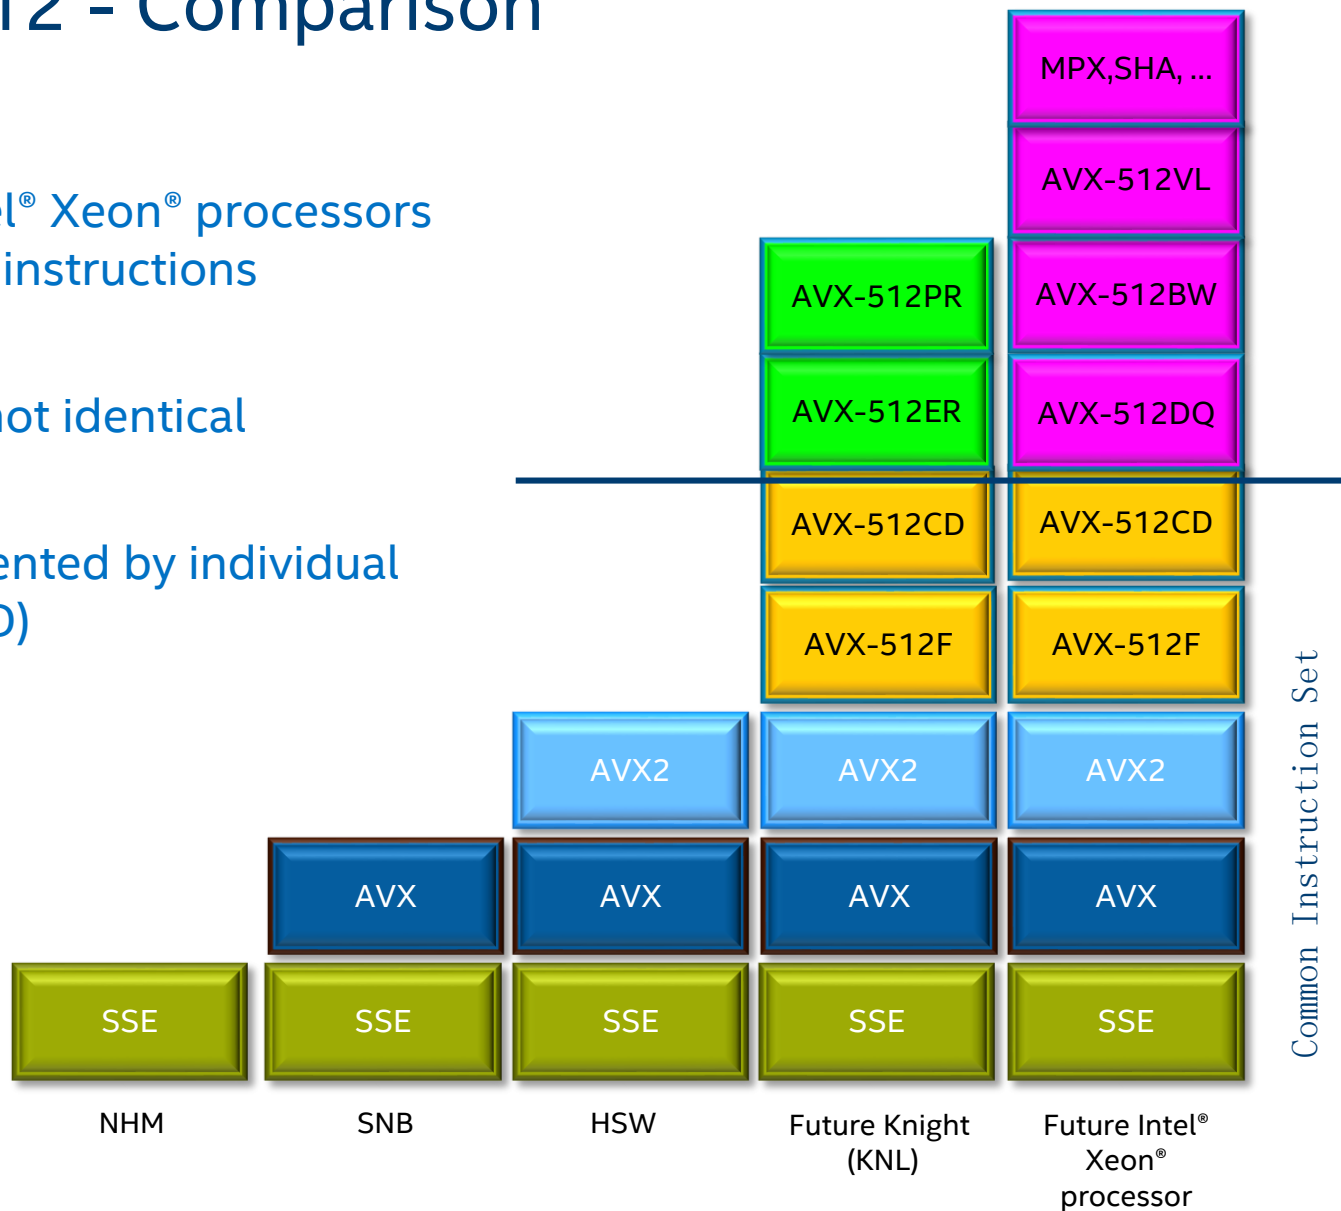 12 - Comparison
el® Xeon® processors
instructions
not identical
ented by individual
D)
MPX,SHA, ...
AVX-512VL
AVX-512PR
AVX-512BW
AVX-512ER
AVX-512DQ
AVX-512CD
AVX-512CD
AVX-512F
AVX-512F
AVX2
AVX2
AVX2
AVX
AVX
AVX
AVX
SSE
SSE
SSE
SSE
SSE
NHM
SNB
HSW
Future Knight
(KNL)
Future Intel®
Xeon®
processor
Common Instruction Set